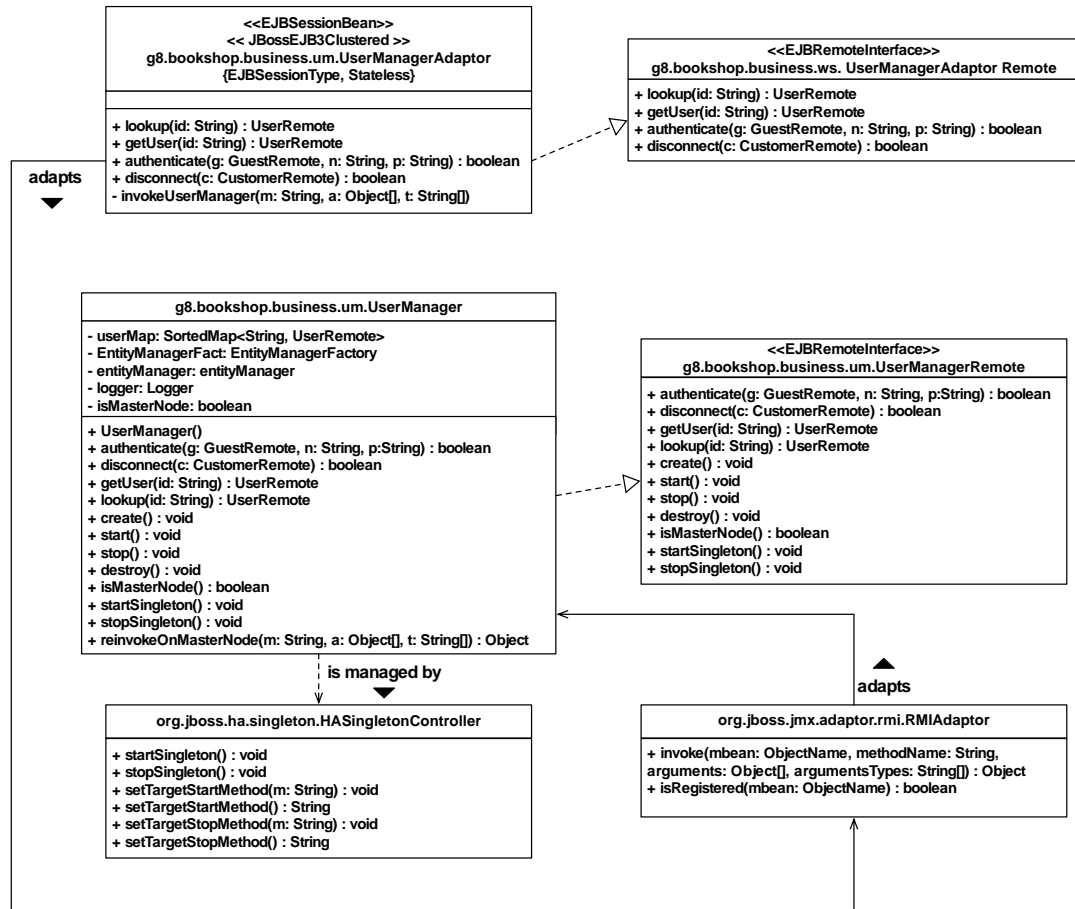 <<EJBSessionBean>>
<< JBossEJB3Clustered >>
g8.bookshop.business.um.UserManagerAdaptor
{EJBSessionType, Stateless}
+ lookup(id: String) : UserRemote
+ getUser(id: String) : UserRemote
+ authenticate(g: GuestRemote, n: String, p: String) : boolean
+ disconnect(c: CustomerRemote) : boolean
- invokeUserManager(m: String, a: Object[], t: String[])
<<EJBRemoteInterface>>
g8.bookshop.business.ws. UserManagerAdaptor Remote
+ lookup(id: String) : UserRemote
+ getUser(id: String) : UserRemote
+ authenticate(g: GuestRemote, n: String, p: String) : boolean
+ disconnect(c: CustomerRemote) : boolean
adapts
g8.bookshop.business.um.UserManager
- userMap: SortedMap<String, UserRemote>
- EntityManagerFact: EntityManagerFactory
- entityManager: entityManager
- logger: Logger
- isMasterNode: boolean
+ UserManager()
+ authenticate(g: GuestRemote, n: String, p:String) : boolean
+ disconnect(c: CustomerRemote) : boolean
+ getUser(id: String) : UserRemote
+ lookup(id: String) : UserRemote
+ create() : void
+ start() : void
+ stop() : void
+ destroy() : void
+ isMasterNode() : boolean
+ startSingleton() : void
+ stopSingleton() : void
+ reinvokeOnMasterNode(m: String, a: Object[], t: String[]) : Object
<<EJBRemoteInterface>>
g8.bookshop.business.um.UserManagerRemote
+ authenticate(g: GuestRemote, n: String, p:String) : boolean
+ disconnect(c: CustomerRemote) : boolean
+ getUser(id: String) : UserRemote
+ lookup(id: String) : UserRemote
+ create() : void
+ start() : void
+ stop() : void
+ destroy() : void
+ isMasterNode() : boolean
+ startSingleton() : void
+ stopSingleton() : void
is managed by
adapts
org.jboss.ha.singleton.HASingletonController
+ startSingleton() : void
+ stopSingleton() : void
+ setTargetStartMethod(m: String) : void
+ setTargetStartMethod() : String
+ setTargetStopMethod(m: String) : void
+ setTargetStopMethod() : String
org.jboss.jmx.adaptor.rmi.RMIAdaptor
+ invoke(mbean: ObjectName, methodName: String,
arguments: Object[], argumentsTypes: String[]) : Object
+ isRegistered(mbean: ObjectName) : boolean